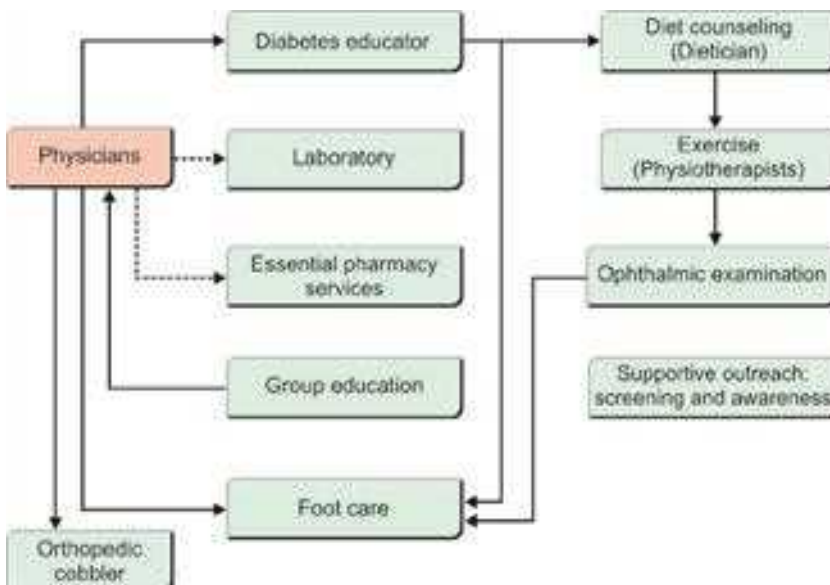 Diabetes educator
Diet counseling
(Dietician)
Physicians
Laboratory
Exercise
(Physiotherapists)
Essential pharmacy
services
Ophthalmic examination
Group education
Supportive outreach:
screening and awareness
Foot care
Orthopedic
cobbler